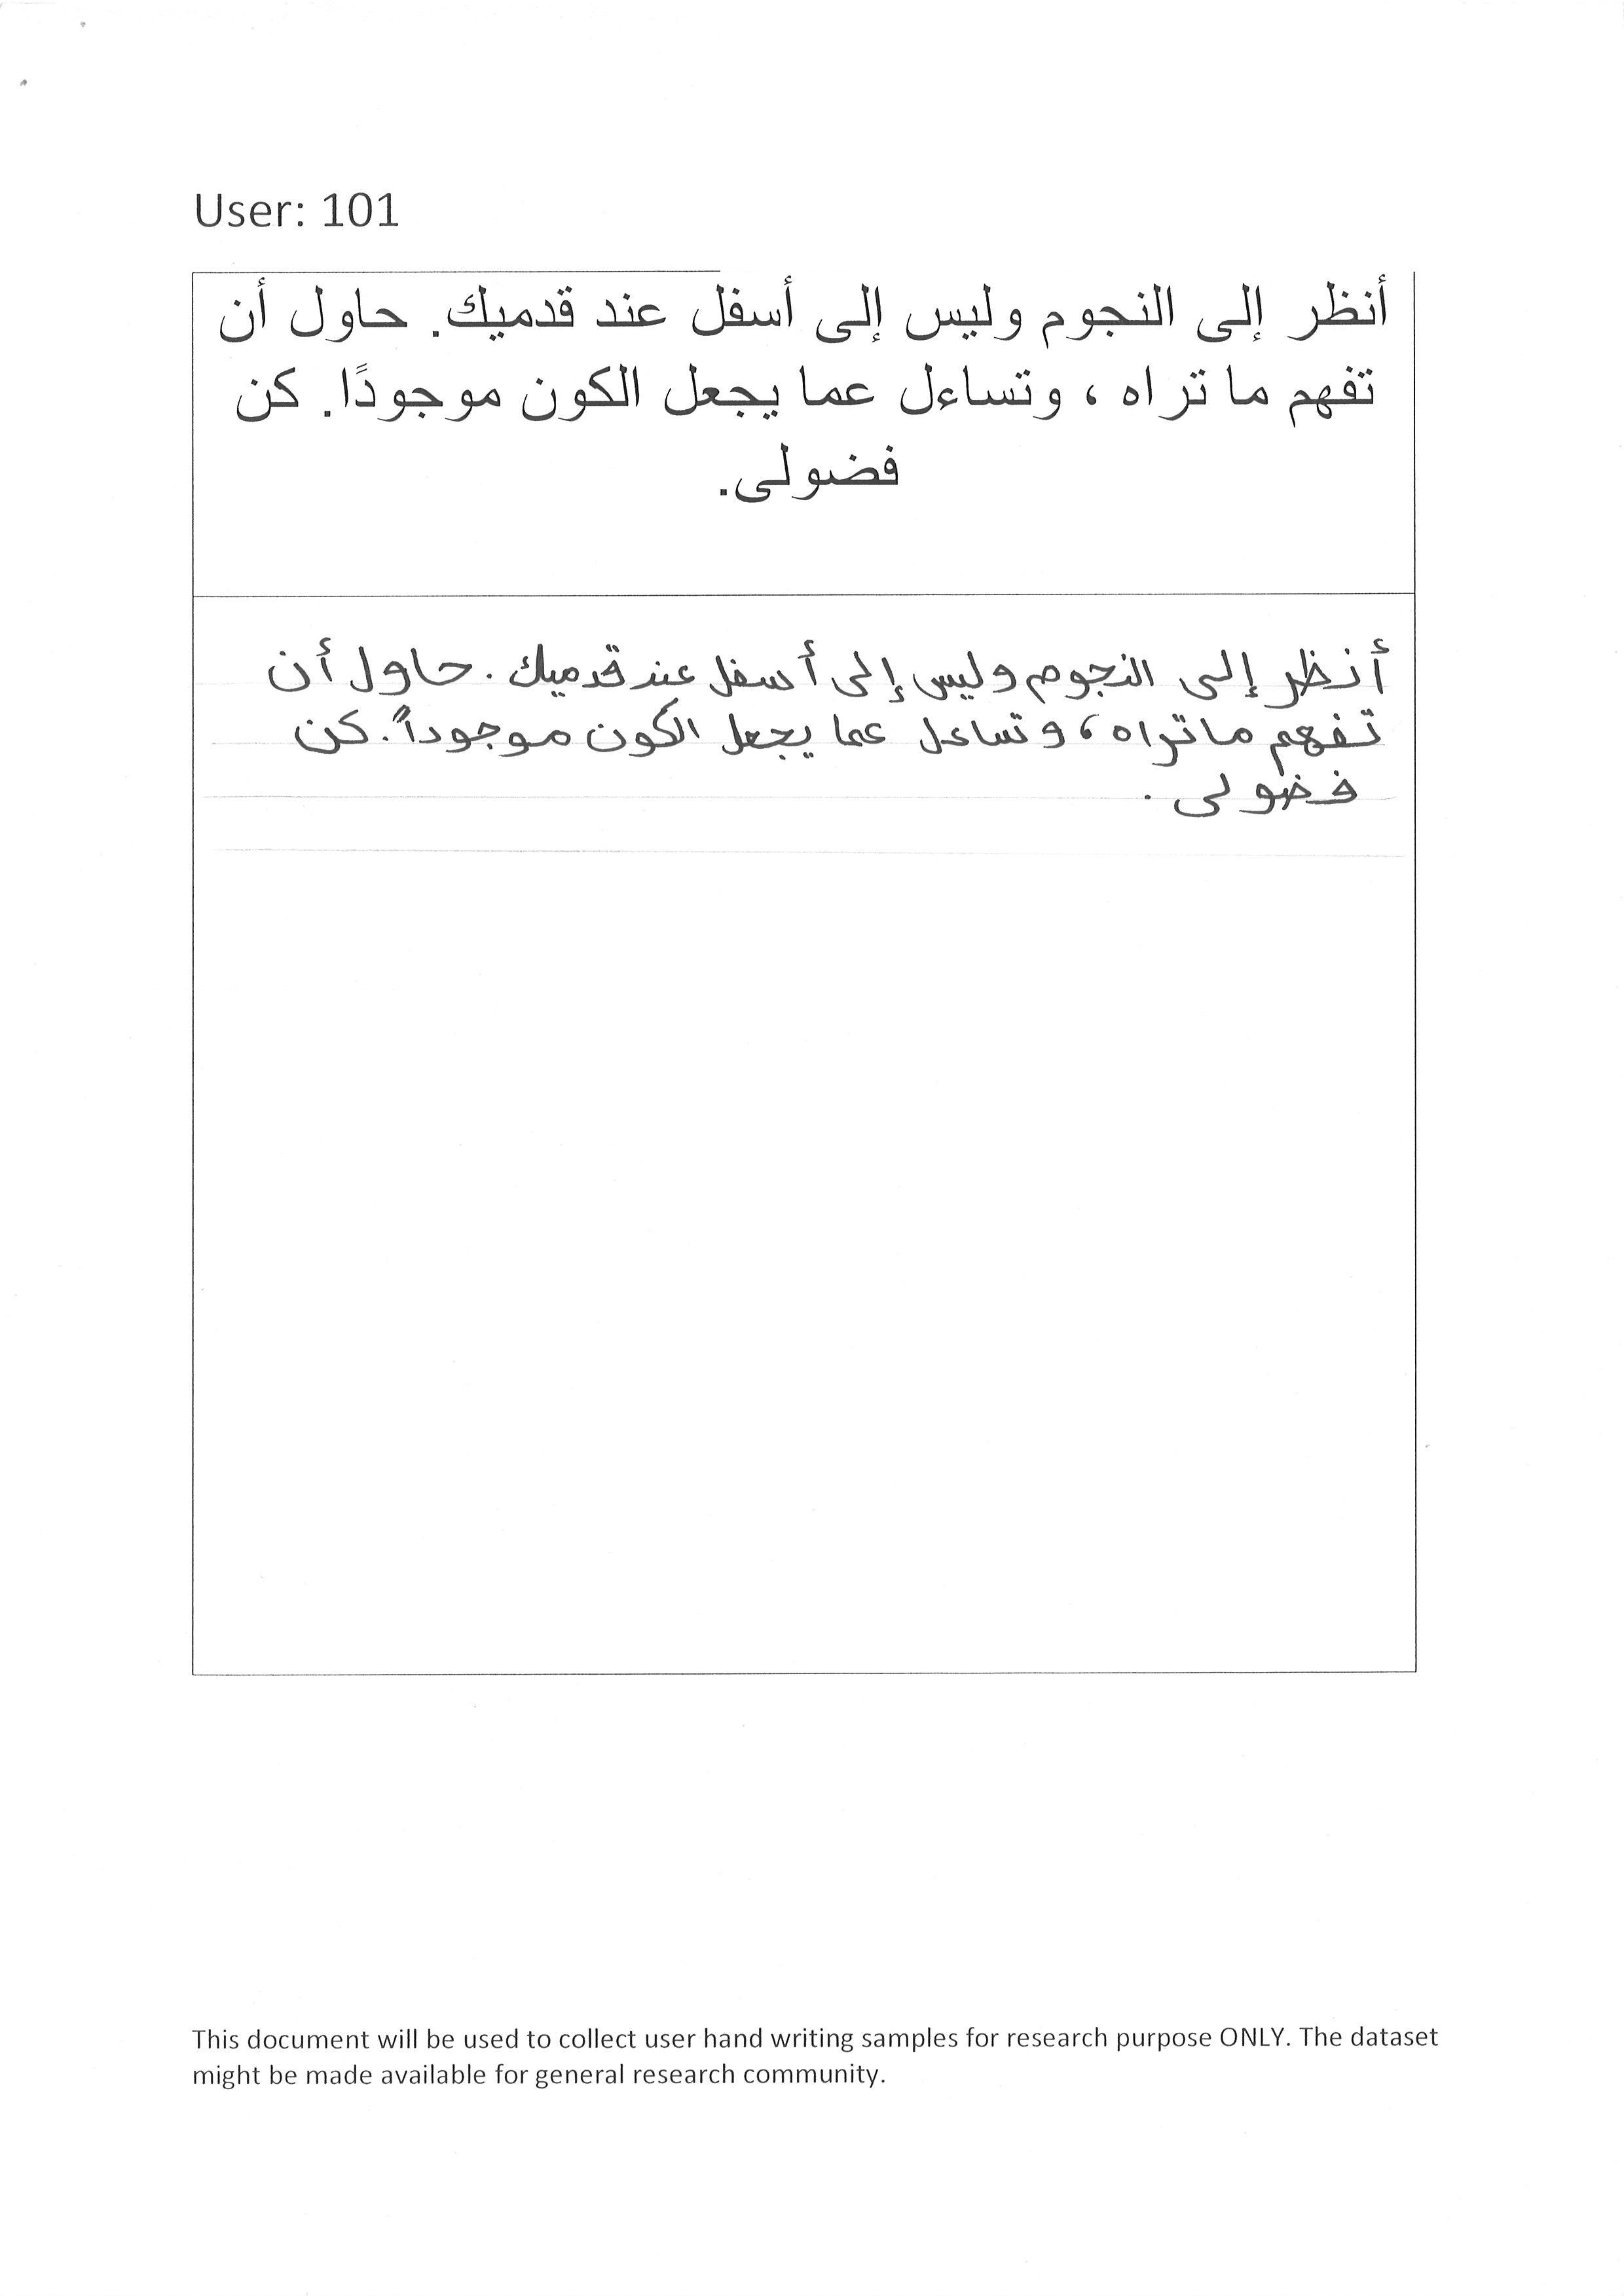 User: 101
أنظر إلى النجوم وليس إلى أسفل عند قدميك. حاول أن
تفهم ما تراه ، وتساءل عما يجعل الكون موجودًا. كن
فضولى.
أنظر إلى النجوم وليس إلى أسفل عند قدميك . حاول أن
تفهم ماتراه ، وتساءل عما يجعل الكون موجوداً . كن
فضولى .
This document will be used to collect user hand writing samples for research purpose ONLY. The dataset
might be made available for general research community.